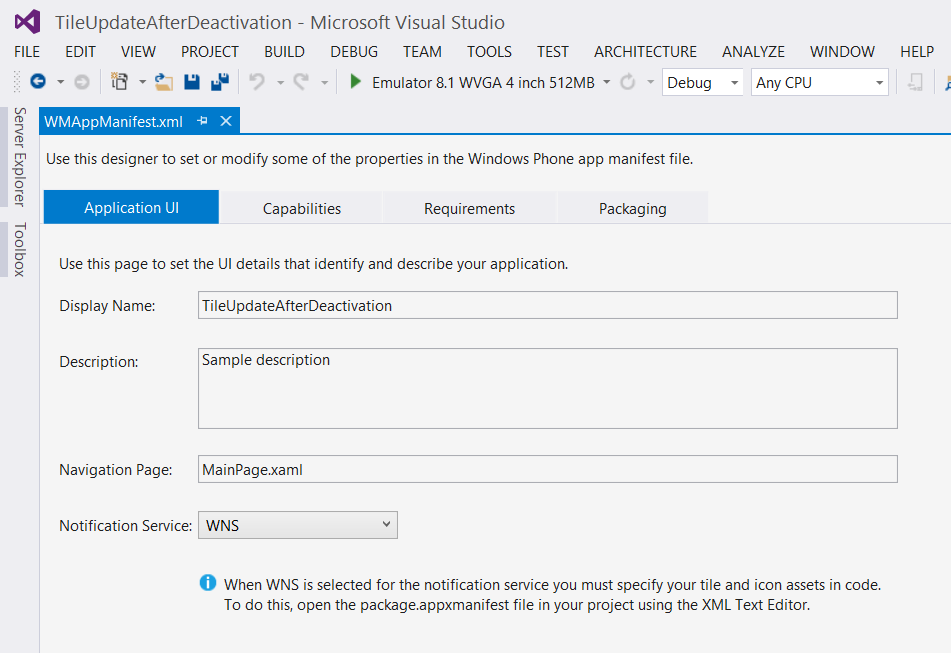 TileUpdateAfterDeactivation - Microsoft Visual Studio
FILE EDIT VIEW PROJECT BUILD DEBUG TEAM TOOLS TEST ARCHITECTURE ANALYZE WINDOW HELP
Emulator 8.1 WVGA 4 inch 512MB Debug Any CPU
Server Explorer
Toolbox
WMAppManifest.xml
Use this designer to set or modify some of the properties in the Windows Phone app manifest file.
Application UI Capabilities Requirements Packaging
Use this page to set the UI details that identify and describe your application.
Display Name: TileUpdateAfterDeactivation
Description: Sample description
Navigation Page: MainPage.xaml
Notification Service: WNS
When WNS is selected for the notification service you must specify your tile and icon assets in code.
To do this, open the package.appxmanifest file in your project using the XML Text Editor.